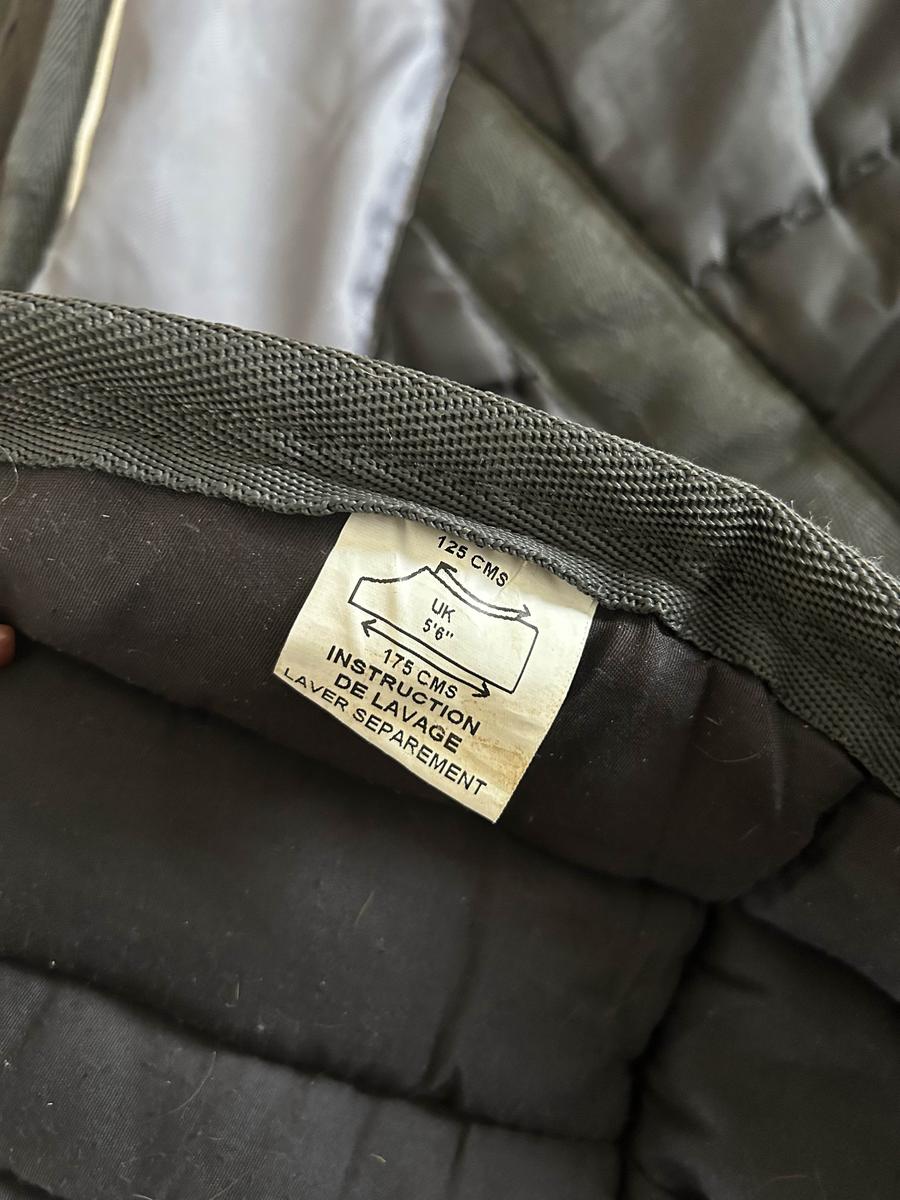 125 CMS
UK
5'6"
175 CMS
INSTRUCTION
DE LAVAGE
LAVER SEPAREMENT